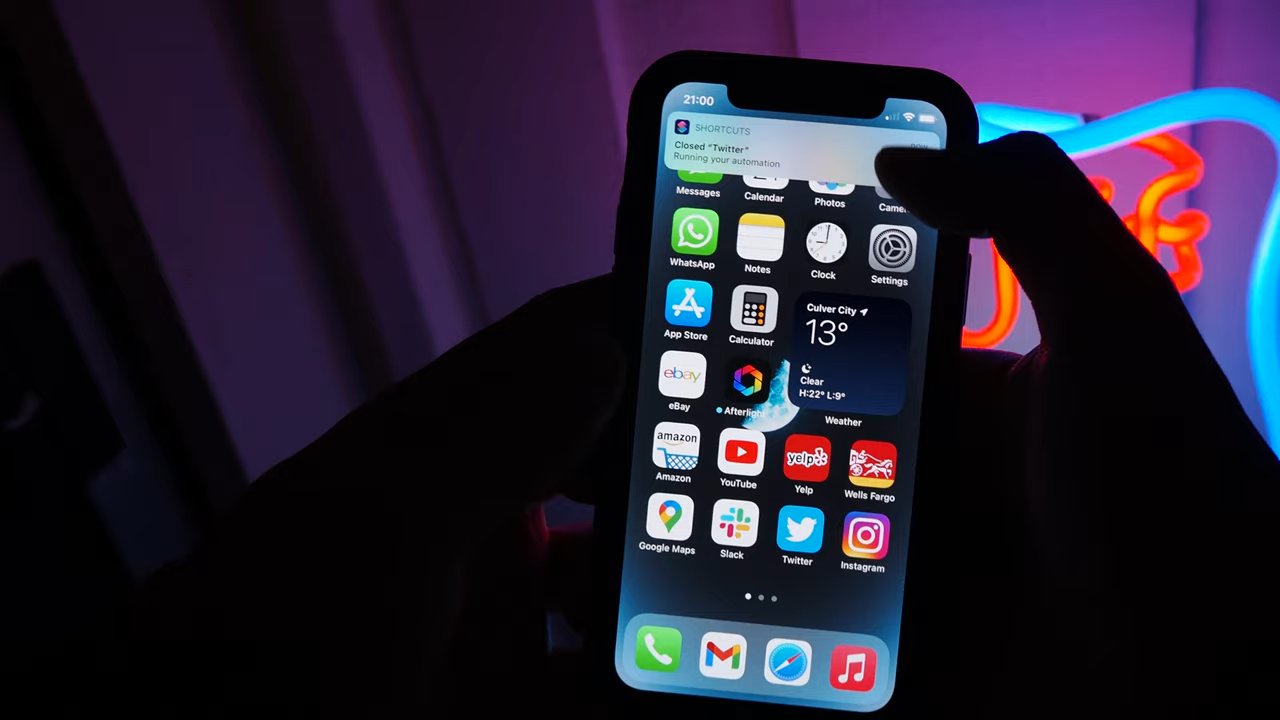 21:00
SHORTCUTS
Closed "Twitter"
Running your automation
Messages
Calendar
Photos
WhatsApp
Notes
Clock
Settings
App Store
Calculator
Culver City
13°
Clear
H:22° L:9°
Weather
ebay
eBay
Afterlight
amazon
Amazon
YouTube
yelp
Yelp
Wells Fargo
Google Maps
Slack
Twitter
Instagram